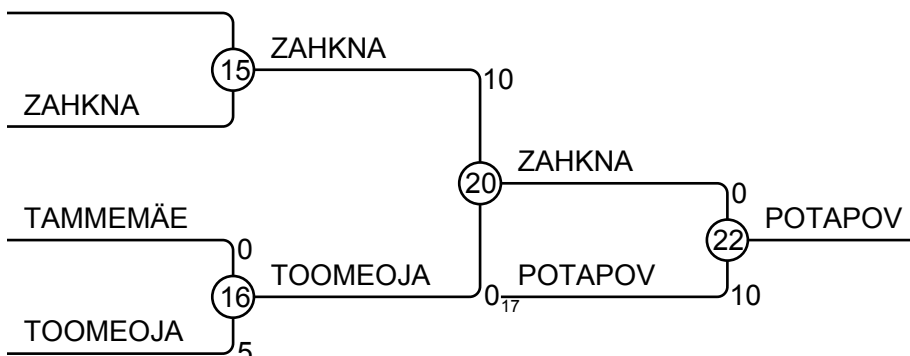 ZAHKNA
15
10
ZAHKNA
ZAHKNA
20
0
TAMMEMÄE
POTAPOV
22
0
TOOMEOJA
POTAPOV
16
0 17
10
TOOMEOJA
5